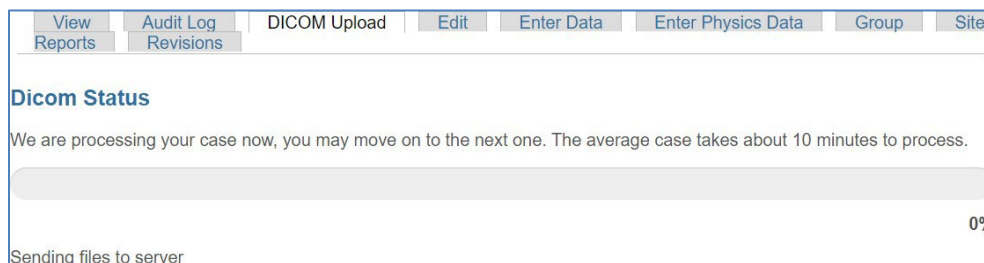 View Audit Log DICOM Upload Edit Enter Data Enter Physics Data Group Site
Reports Revisions
Dicom Status
We are processing your case now, you may move on to the next one. The average case takes about 10 minutes to process.
0%
Sending files to server